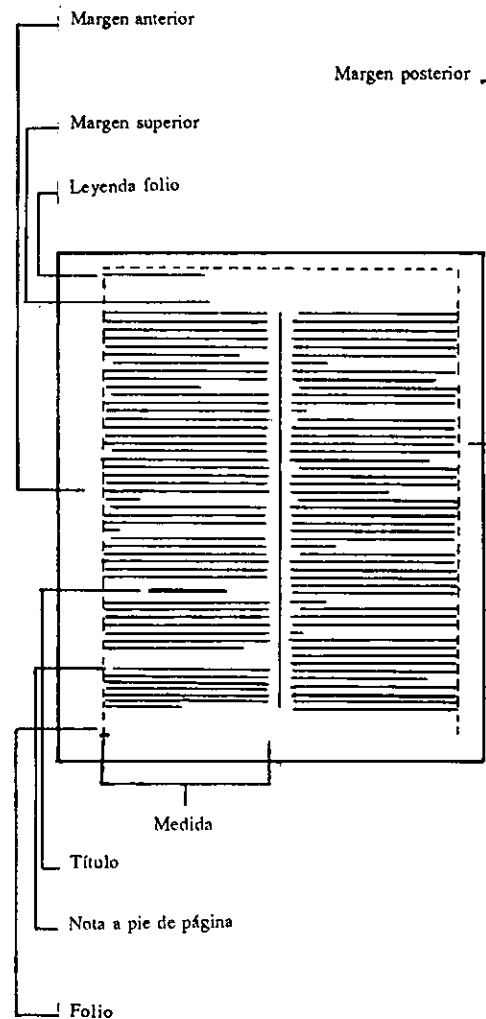 Margen anterior
Margen posterior
Margen superior
Leyenda folio
Medida
Título
Nota a pie de página
Folio